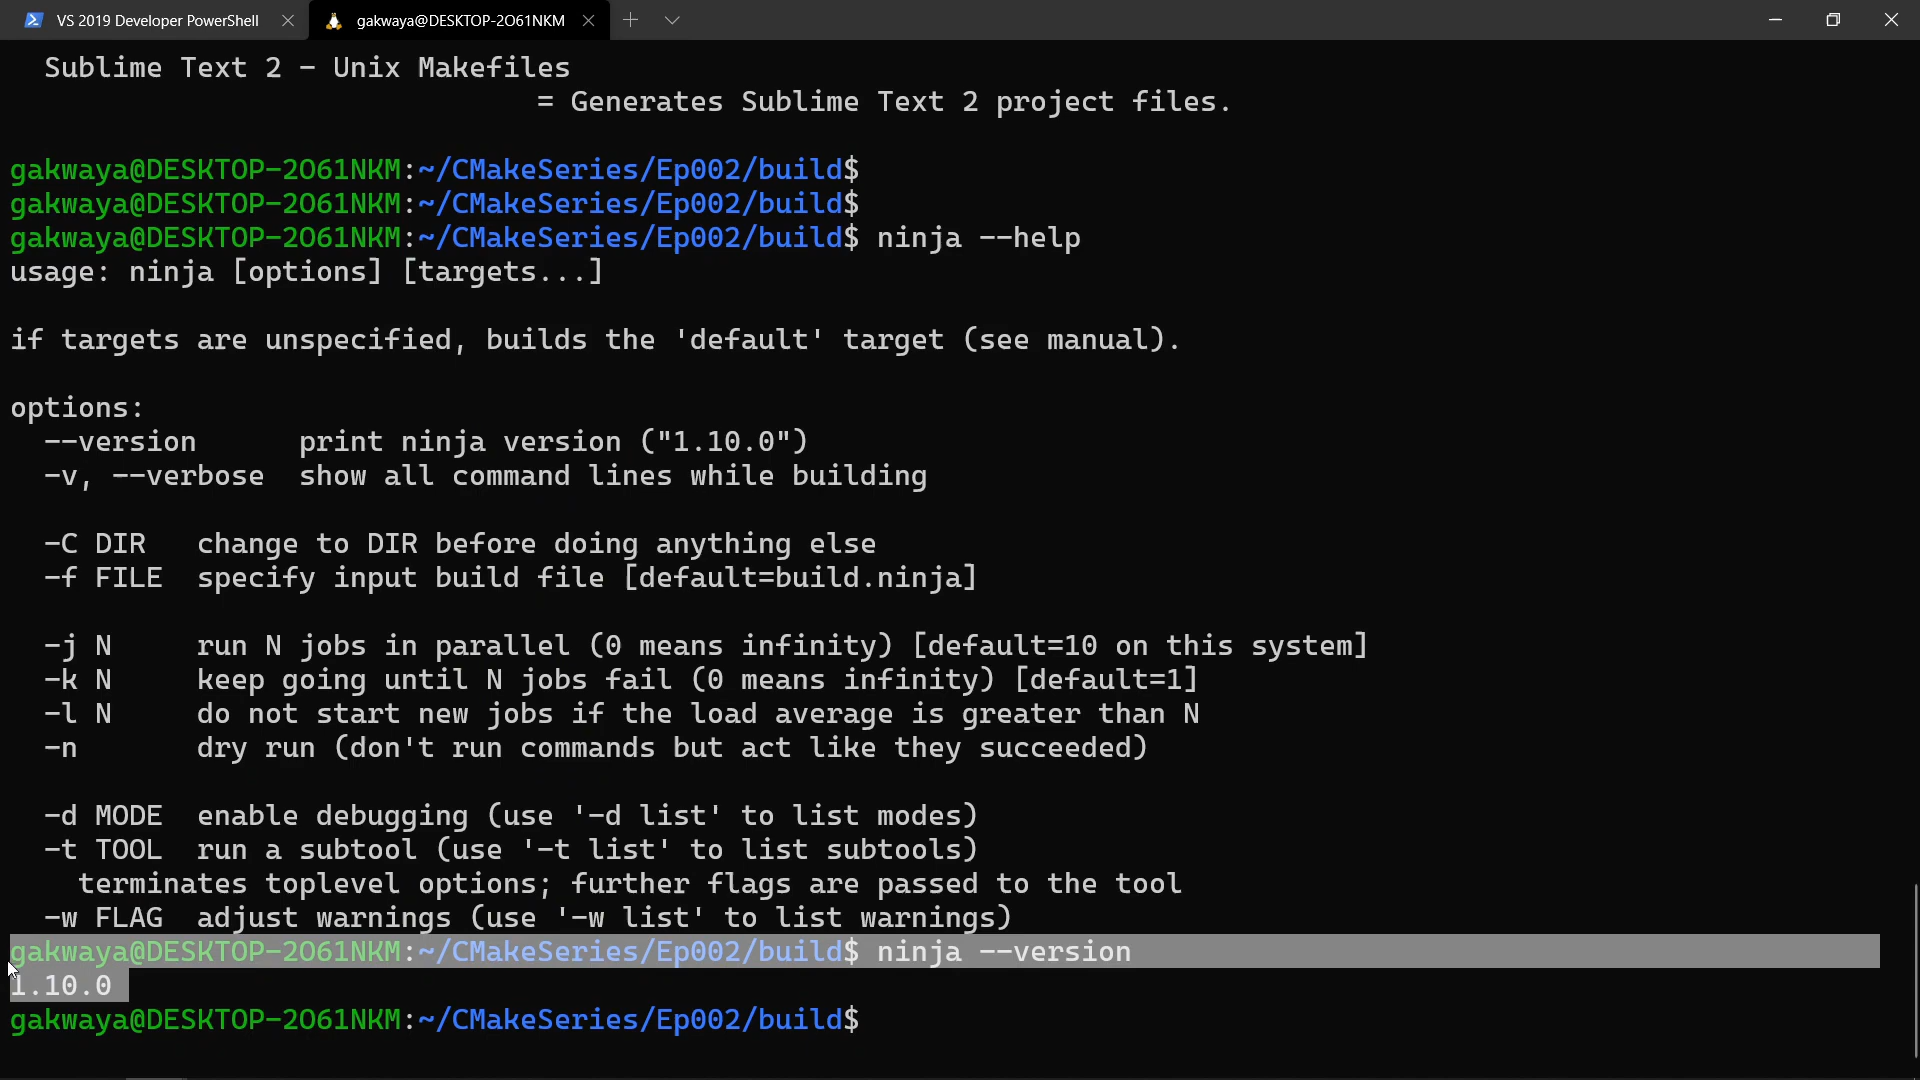 VS 2019 Developer PowerShell
gakwaya@DESKTOP-2O61NKM
Sublime Text 2 - Unix Makefiles
= Generates Sublime Text 2 project files.
gakwaya@DESKTOP-2O61NKM:~/CMakeSeries/Ep002/build$
gakwaya@DESKTOP-2O61NKM:~/CMakeSeries/Ep002/build$
gakwaya@DESKTOP-2O61NKM:~/CMakeSeries/Ep002/build$ ninja --help
usage: ninja [options] [targets...]
if targets are unspecified, builds the 'default' target (see manual).
options:
--version      print ninja version ("1.10.0")
-v, --verbose  show all command lines while building
-C DIR   change to DIR before doing anything else
-f FILE  specify input build file [default=build.ninja]
-j N     run N jobs in parallel (0 means infinity) [default=10 on this system]
-k N     keep going until N jobs fail (0 means infinity) [default=1]
-l N     do not start new jobs if the load average is greater than N
-n       dry run (don't run commands but act like they succeeded)
-d MODE  enable debugging (use '-d list' to list modes)
-t TOOL  run a subtool (use '-t list' to list subtools)
terminates toplevel options; further flags are passed to the tool
-w FLAG  adjust warnings (use '-w list' to list warnings)
gakwaya@DESKTOP-2O61NKM:~/CMakeSeries/Ep002/build$ ninja --version
1.10.0
gakwaya@DESKTOP-2O61NKM:~/CMakeSeries/Ep002/build$